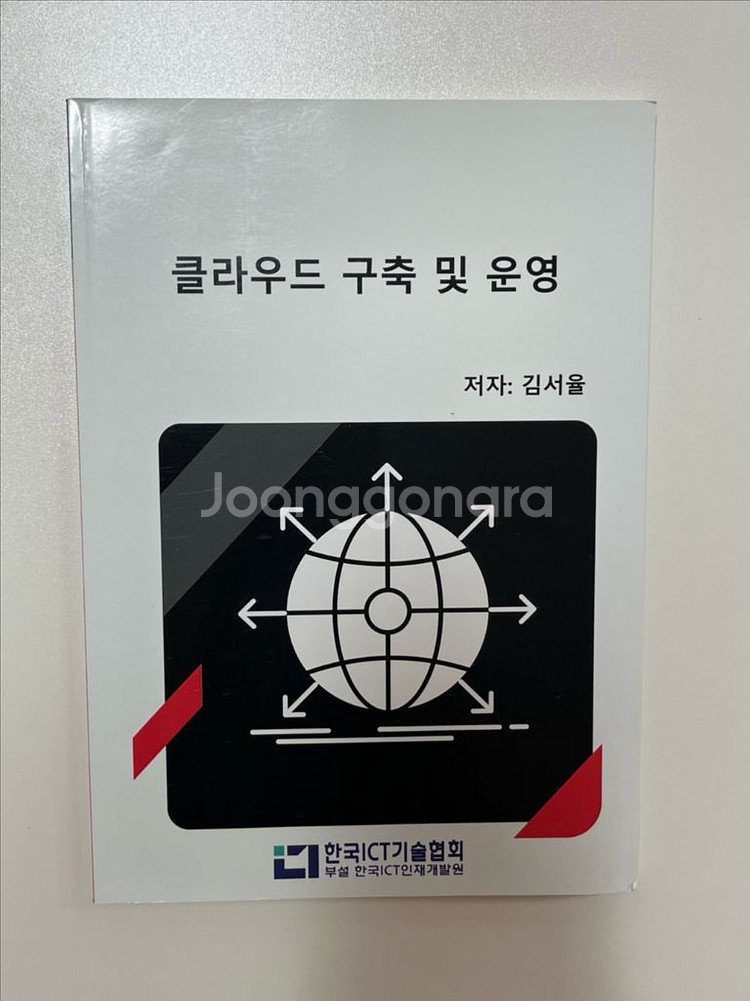 클라우드 구축 및 운영
저자: 김서율
Joonggongra
한국ICT기술협회
부설 한국ICT인재개발원